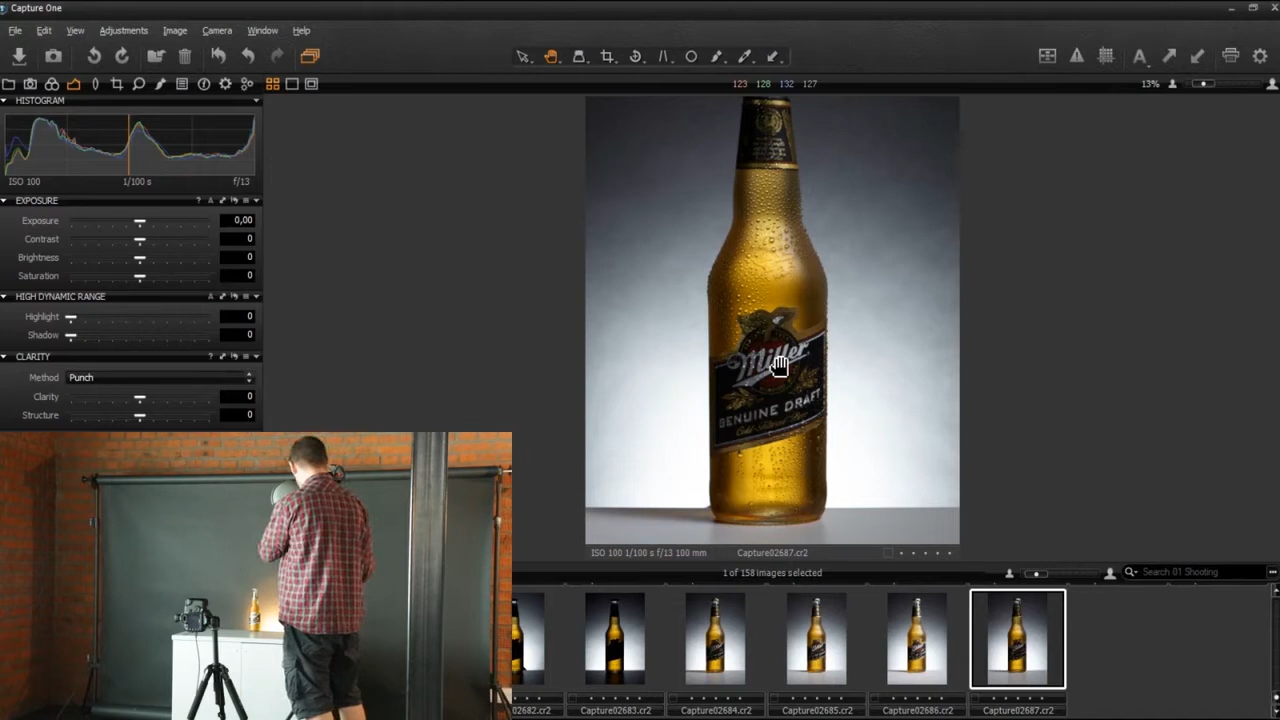 Capture One
File Edit View Adjustments Image Camera Window Help
123 128 132 127
13%
HISTOGRAM
ISO 100 1/100 s f/13
EXPOSURE
Exposure 0,00
Contrast 0
Brightness 0
Saturation 0
HIGH DYNAMIC RANGE
Highlight 0
Shadow 0
CLARITY
Method Punch
Clarity 0
Structure 0
Miller
GENUINE DRAFT
ISO 100 1/100 s f/13 100 mm Capture02687.cr2
1 of 158 images selected
Search 01 Shooting
02682.cr2 Capture02683.cr2 Capture02684.cr2 Capture02685.cr2 Capture02686.cr2 Capture02687.cr2